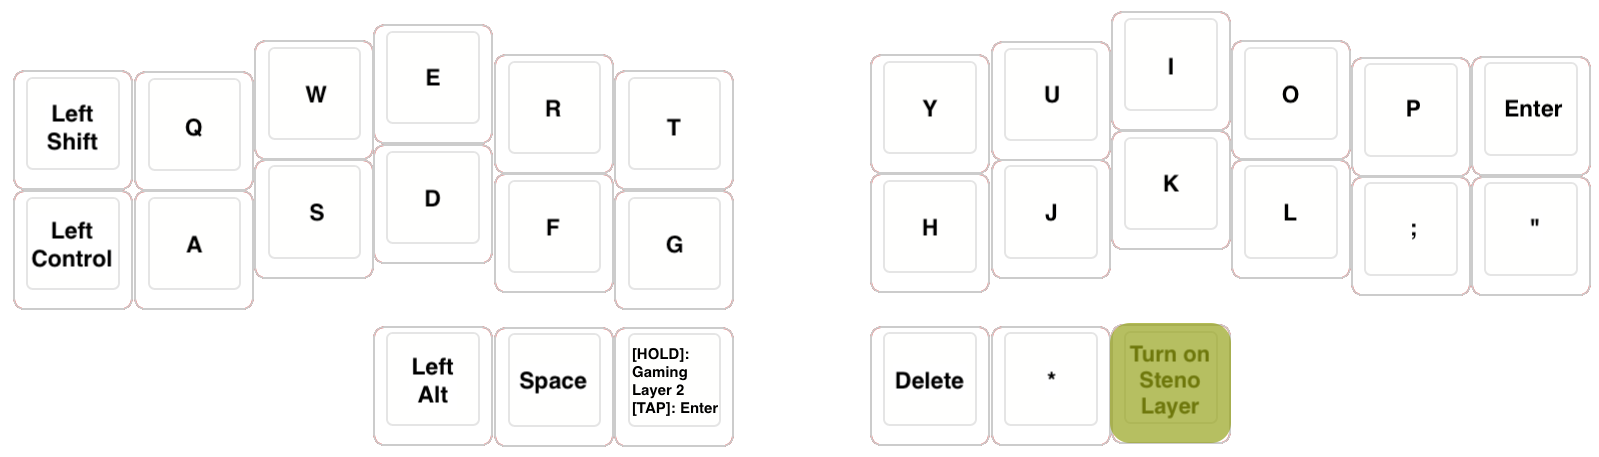 Left
Shift
Q
W
E
R
T
Y
U
I
O
P
Enter
Left
Control
A
S
D
F
G
H
J
K
L
;
"
Left
Alt
Space
[HOLD]:
Gaming
Layer 2
[TAP]: Enter
Delete
*
Turn on
Steno
Layer